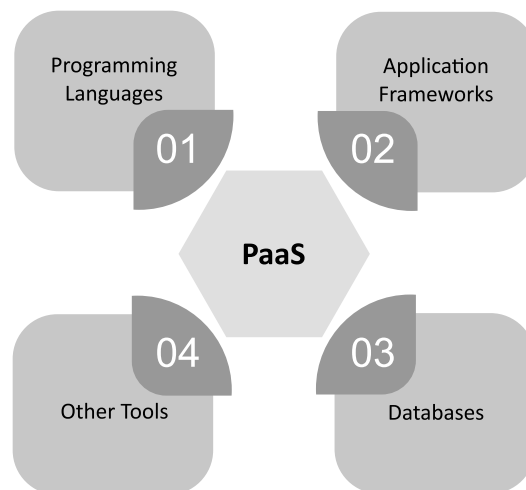 Programming
Languages
01
Application
Frameworks
02
PaaS
04
Other Tools
03
Databases